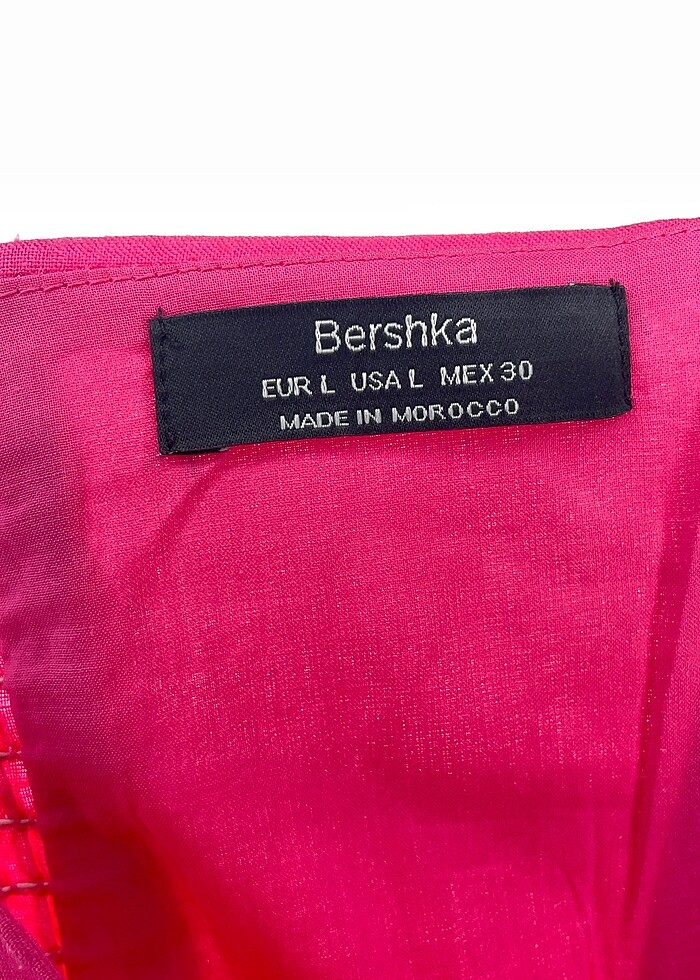 Bershka
EUR L USA L MEX 30
MADE IN MOROCCO